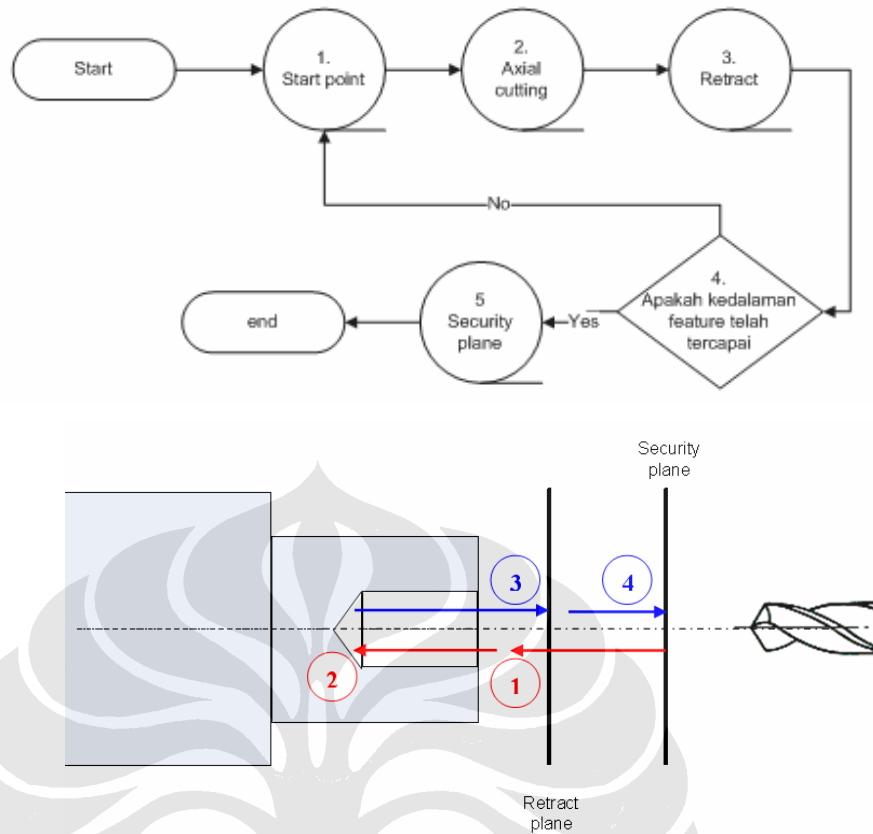 Start
1.
Start point
2.
Axial
cutting
3.
Retract
No
4.
Apakah kedalaman
feature telah
tercapai
Yes
5
Security
plane
end
Security
plane
3
4
2
1
Retract
plane